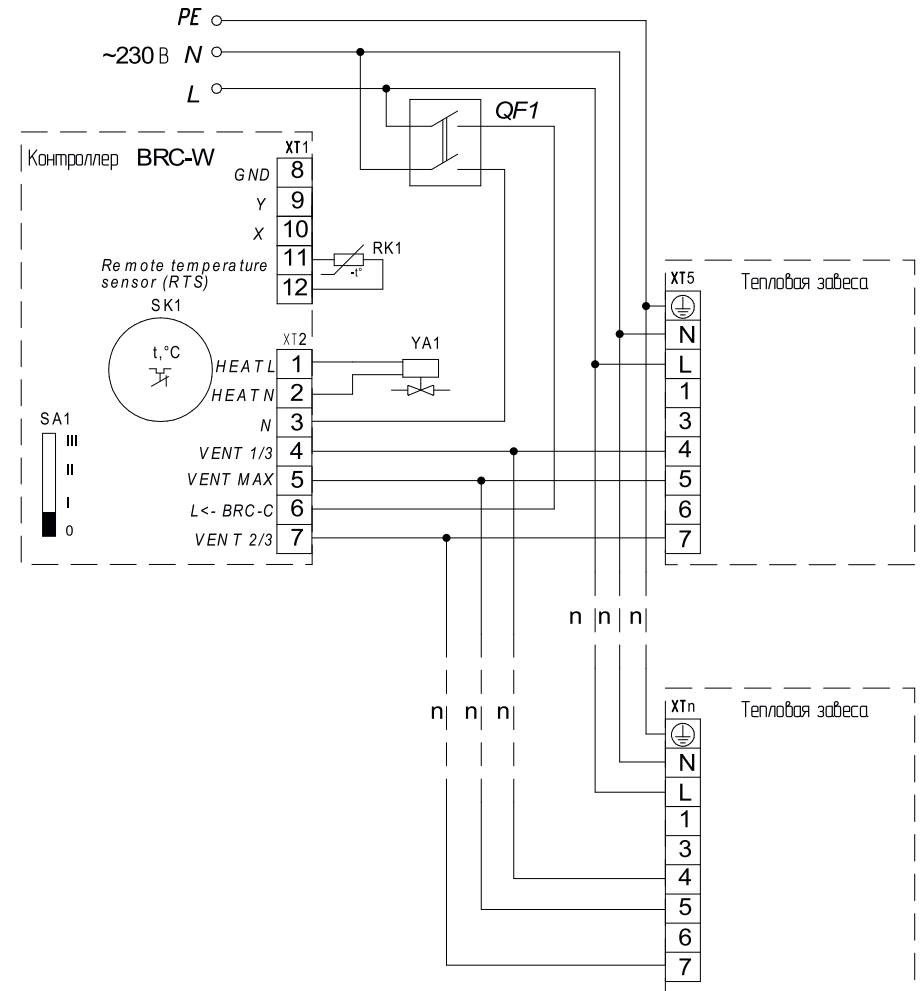 PE
~230 В N
L
QF1
Контроллер BRC-W
XT1
GND 8
Y 9
X 10
11
RK1
-t°
Remote temperature
sensor (RTS)
12
SK1
t,°C
XT2
YA1
HEAT L 1
HEAT N 2
N 3
VENT 1/3 4
VENT MAX 5
L<- BRC-C 6
VENT 2/3 7
SA1
III
II
I
0
XT5
Тепловая завеса
N
L
1
3
4
5
6
7
n n n
n n n
XTn
Тепловая завеса
N
L
1
3
4
5
6
7